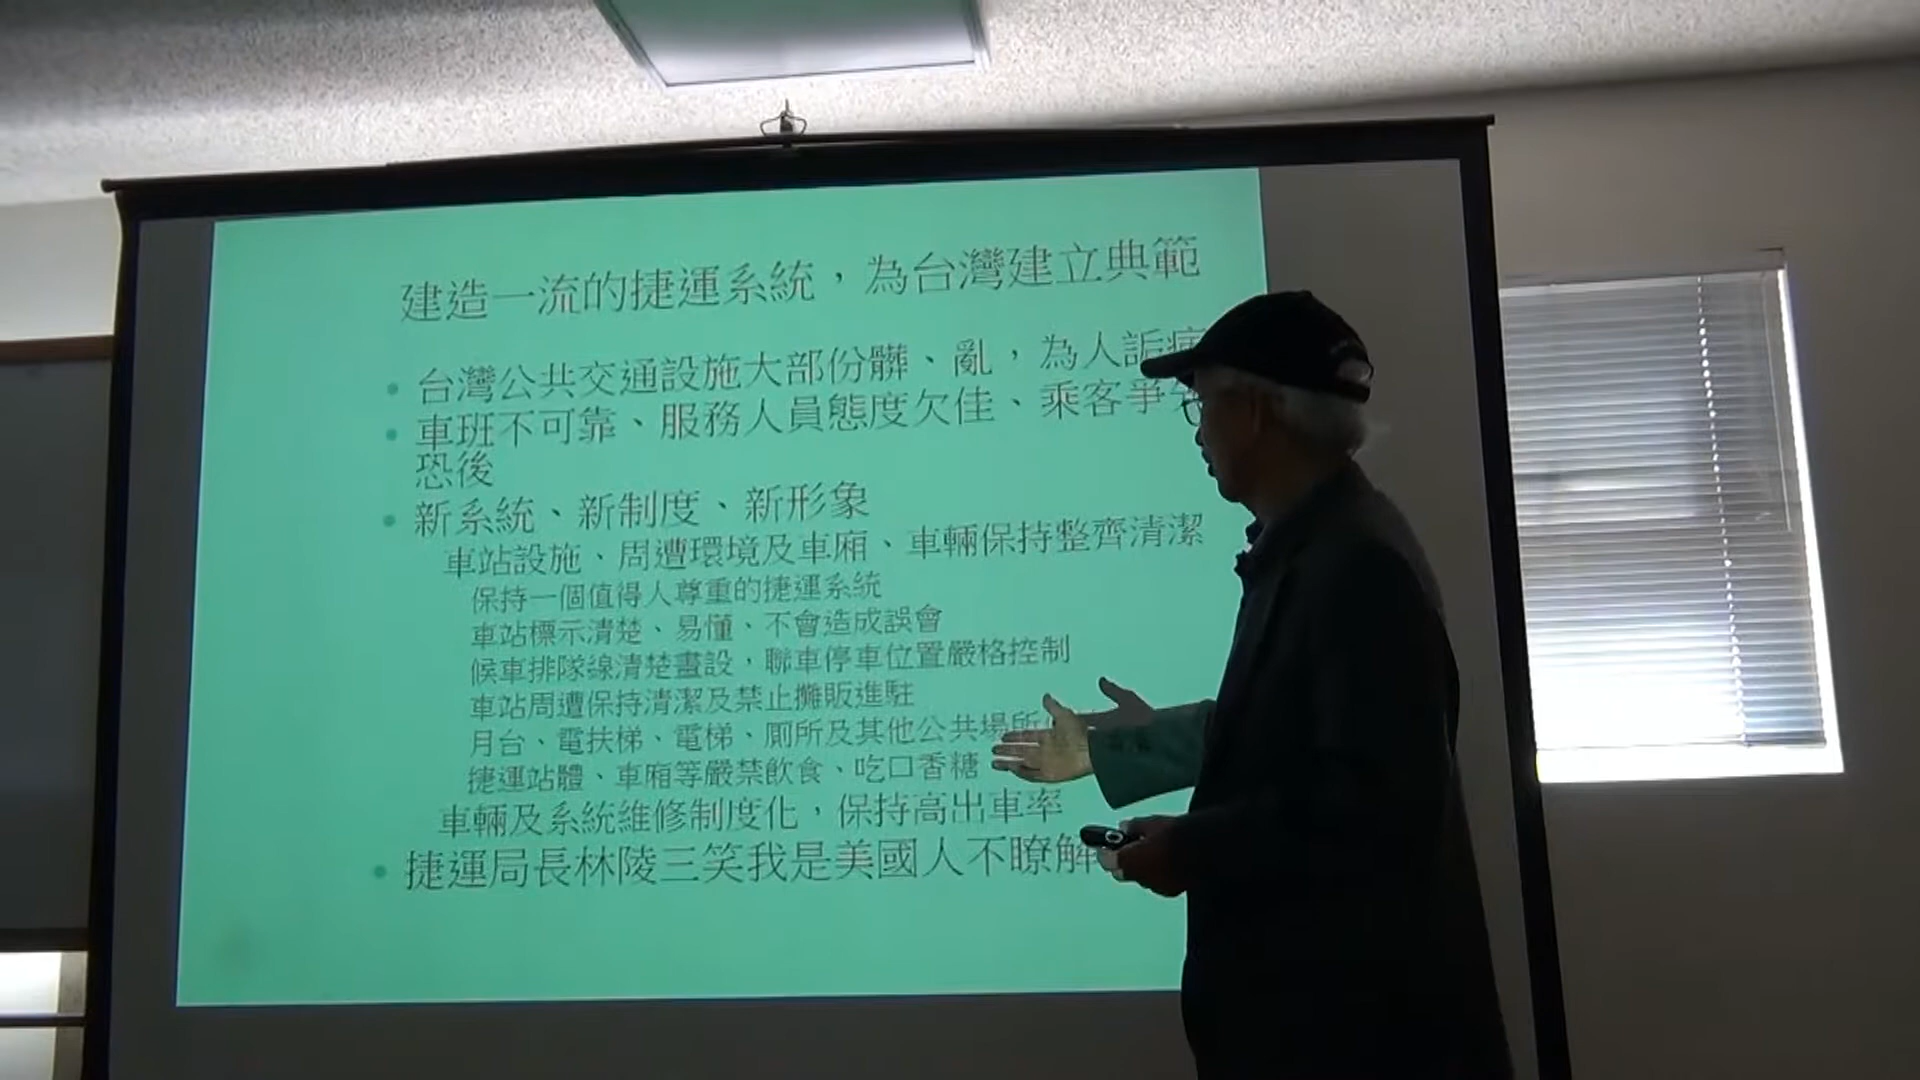 建造一流的捷運系統，為台灣建立典範
• 台灣公共交通設施大部份髒、亂，為人詬病
• 車班不可靠、服務人員態度欠佳、乘客爭先
恐後
• 新系統、新制度、新形象
車站設施、周遭環境及車廂、車輛保持整齊清潔
保持一個值得人尊重的捷運系統
車站標示清楚、易懂、不會造成誤會
候車排隊線清楚畫設，聯車停車位置嚴格控制
車站周遭保持清潔及禁止攤販進駐
月台、電扶梯、電梯、廁所及其他公共場所
捷運站體、車廂等嚴禁飲食、吃口香糖
車輛及系統維修制度化，保持高出車率
• 捷運局長林陵三笑我是美國人不瞭解